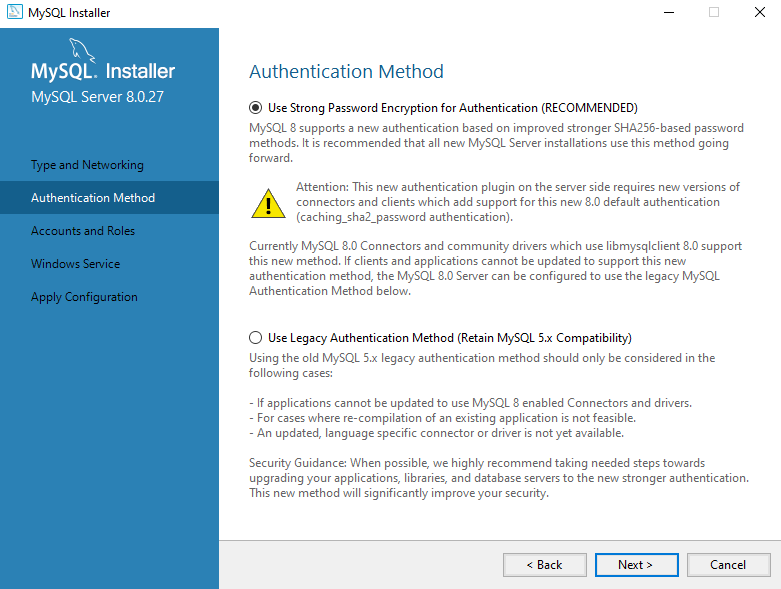 MySQL Installer
MySQL. Installer
MySQL Server 8.0.27
Type and Networking
Authentication Method
Accounts and Roles
Windows Service
Apply Configuration
Authentication Method
Use Strong Password Encryption for Authentication (RECOMMENDED)
MySQL 8 supports a new authentication based on improved stronger SHA256-based password
methods. It is recommended that all new MySQL Server installations use this method going
forward.
Attention: This new authentication plugin on the server side requires new versions of
connectors and clients which add support for this new 8.0 default authentication
(caching_sha2_password authentication).
Currently MySQL 8.0 Connectors and community drivers which use libmysqlclient 8.0 support
this new method. If clients and applications cannot be updated to support this new
authentication method, the MySQL 8.0 Server can be configured to use the legacy MySQL
Authentication Method below.
Use Legacy Authentication Method (Retain MySQL 5.x Compatibility)
Using the old MySQL 5.x legacy authentication method should only be considered in the
following cases:
- If applications cannot be updated to use MySQL 8 enabled Connectors and drivers.
- For cases where re-compilation of an existing application is not feasible.
- An updated, language specific connector or driver is not yet available.
Security Guidance: When possible, we highly recommend taking needed steps towards
upgrading your applications, libraries, and database servers to the new stronger authentication.
This new method will significantly improve your security.
< Back
Next >
Cancel